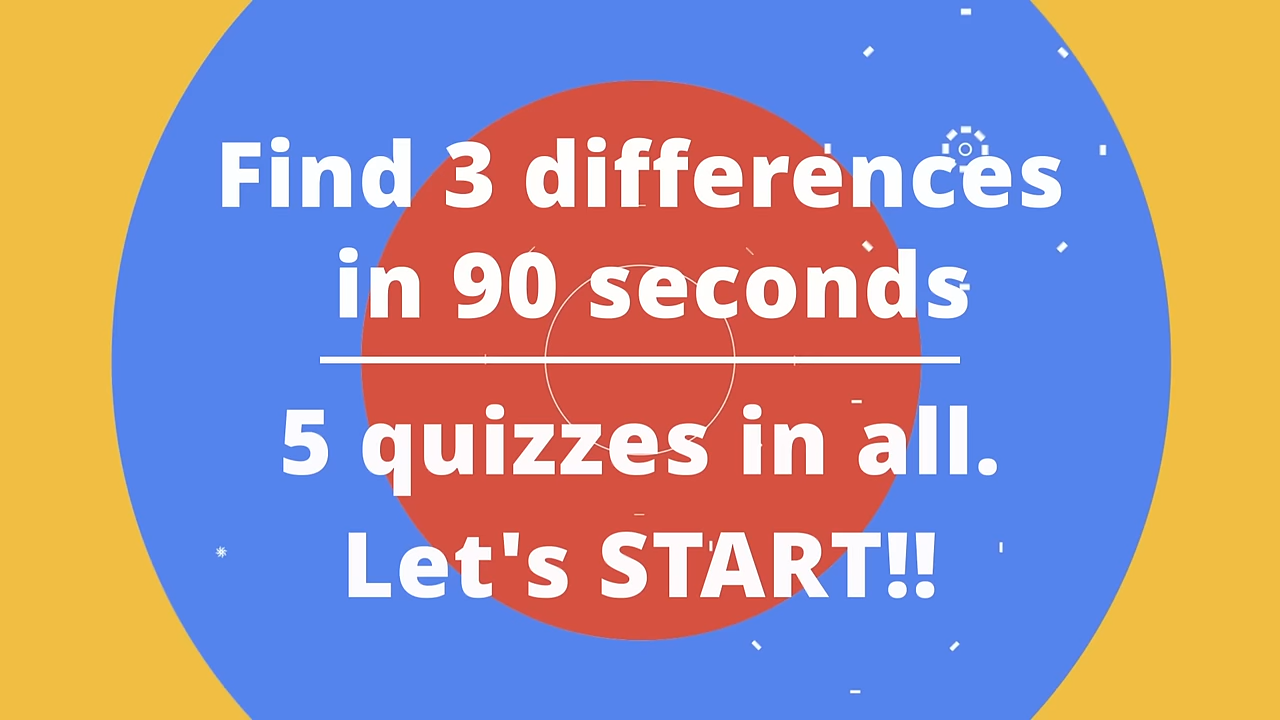 Find 3 differences
in 90 seconds
5 quizzes in all.
Let's START!!